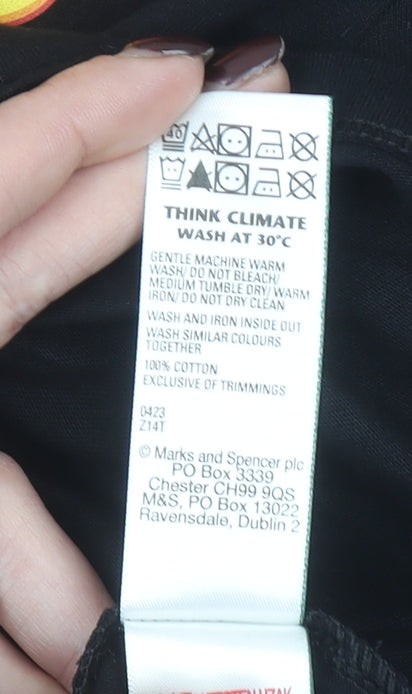 THINK CLIMATE
WASH AT 30°C
GENTLE MACHINE WARM
WASH/ DO NOT BLEACH/
MEDIUM TUMBLE DRY/ WARM
IRON/ DO NOT DRY CLEAN
WASH AND IRON INSIDE OUT
WASH SIMILAR COLOURS
TOGETHER
100% COTTON
EXCLUSIVE OF TRIMMINGS
0423
Z14T
© Marks and Spencer plc
PO Box 3339
Chester CH99 9QS
M&S, PO Box 13022
Ravensdale, Dublin 2